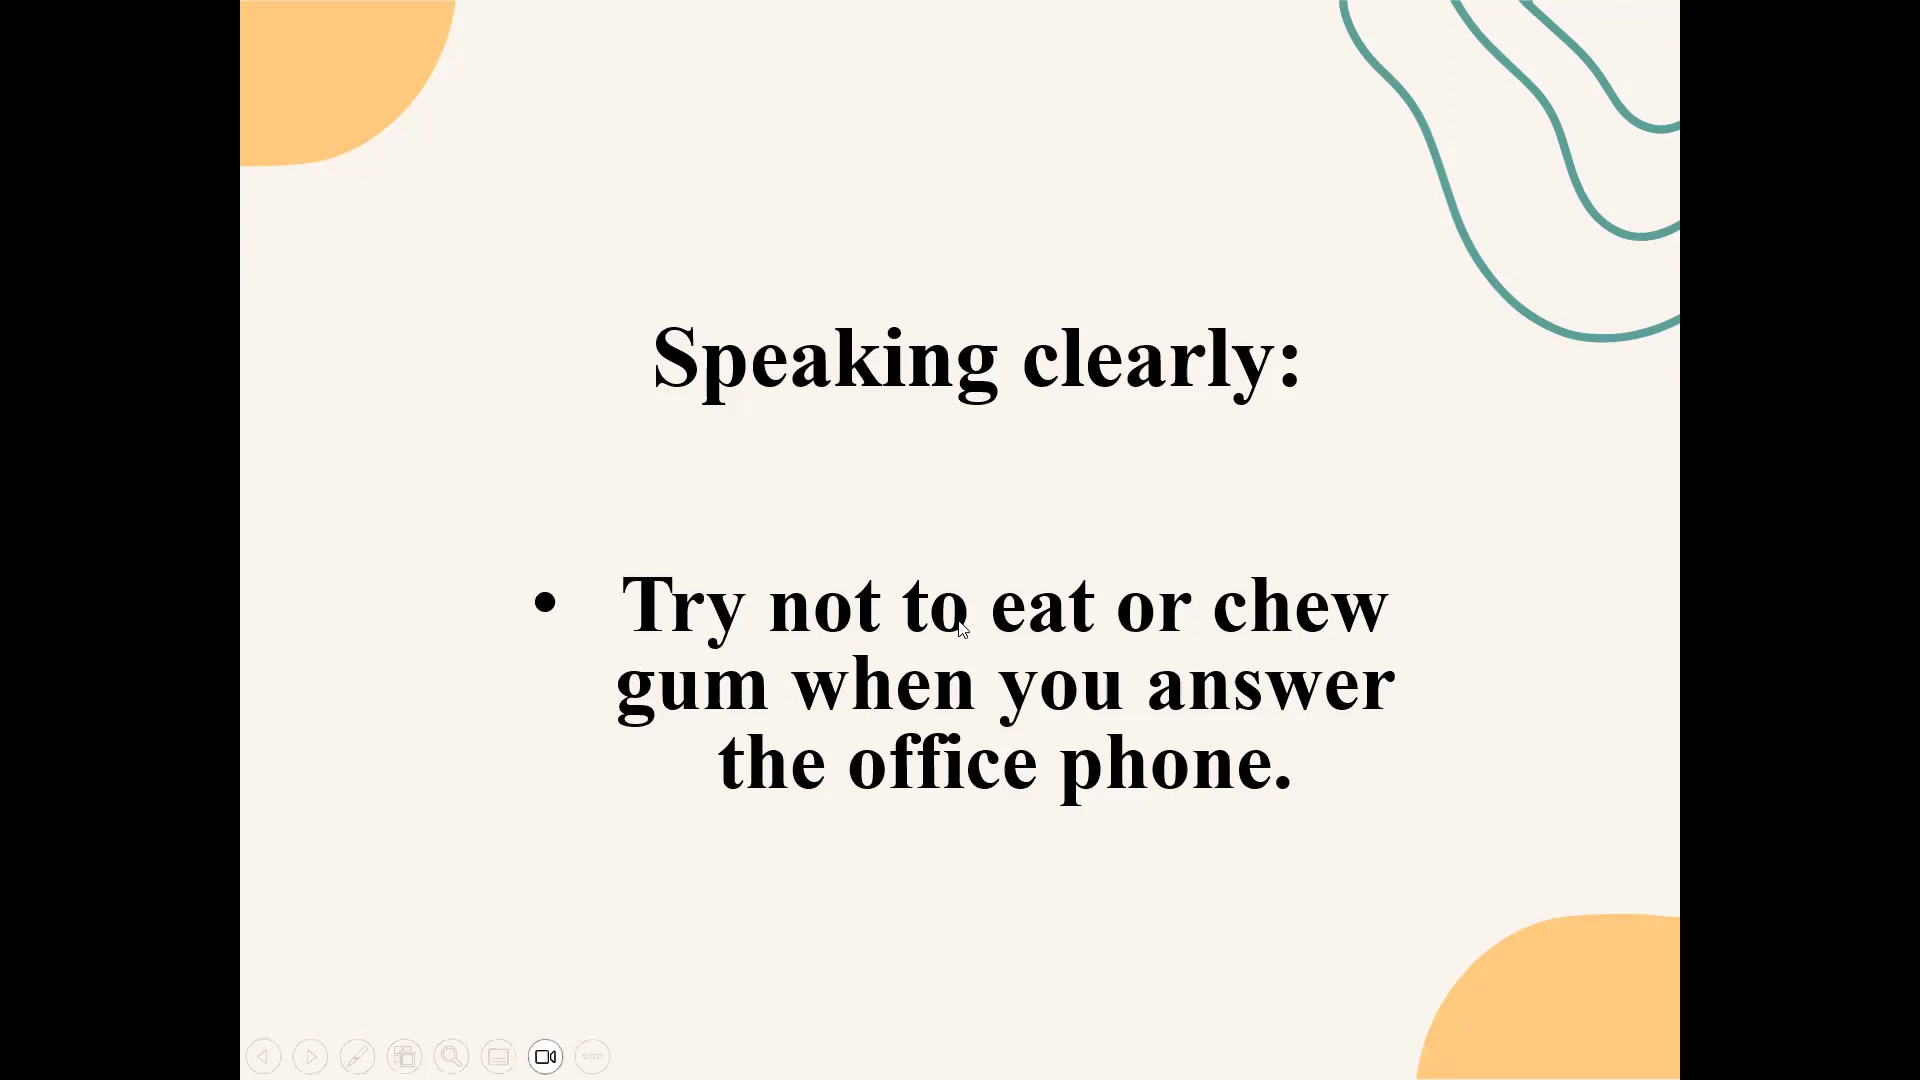 Speaking clearly:
• Try not to eat or chew
gum when you answer
the office phone.